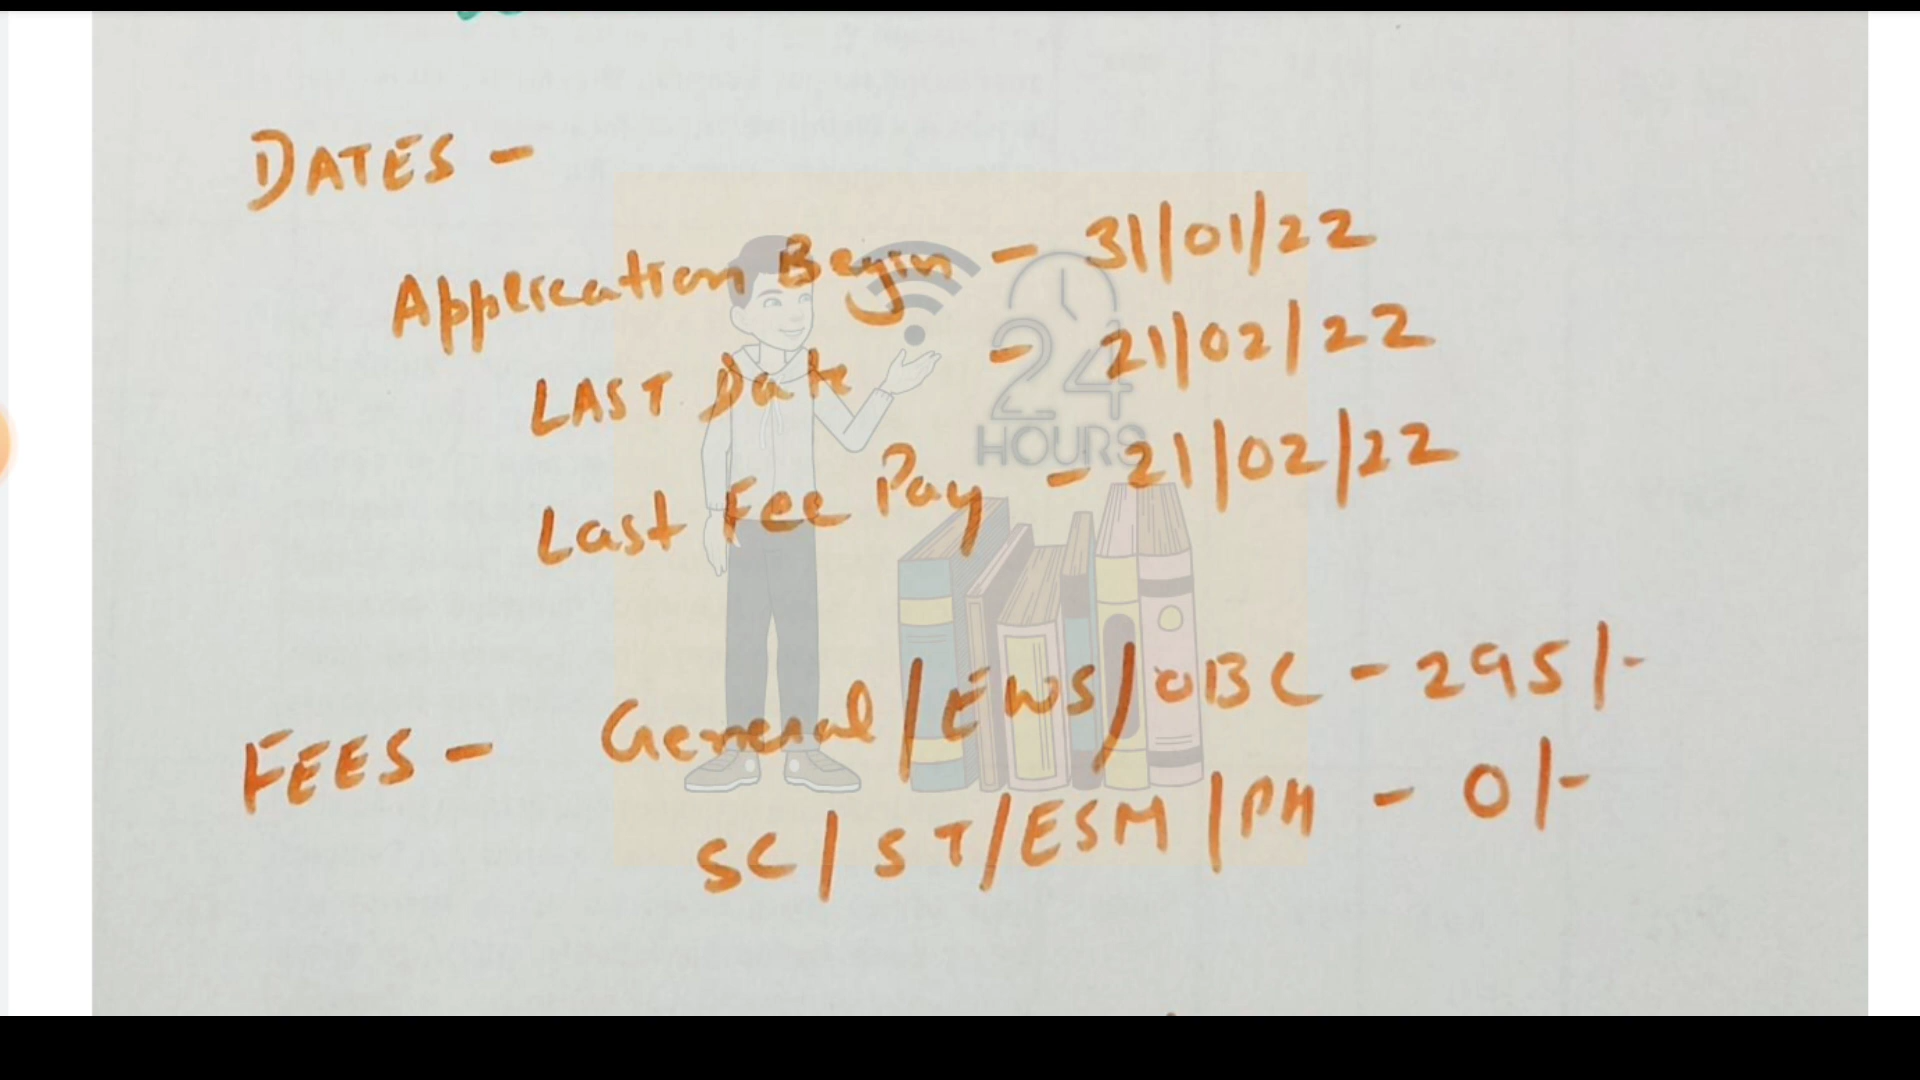 DATES -
Application Begin - 31/01/22
LAST Date - 21/02/22
Last Fee Pay - 21/02/22
24
HOURS
FEES - General/EWS/OBC - 295/-
SC/ST/ESM/PH - 0/-